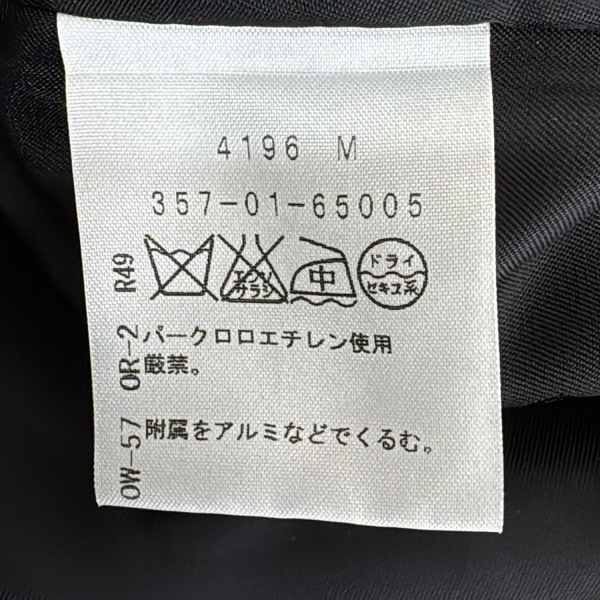 4196 M
357-01-65005
エンソ
サラシ
中
ドライ
セキユ系
パークロロエチレン使用
厳禁。
附属をアルミなどでくるむ。
OW-57 OR-2 R49